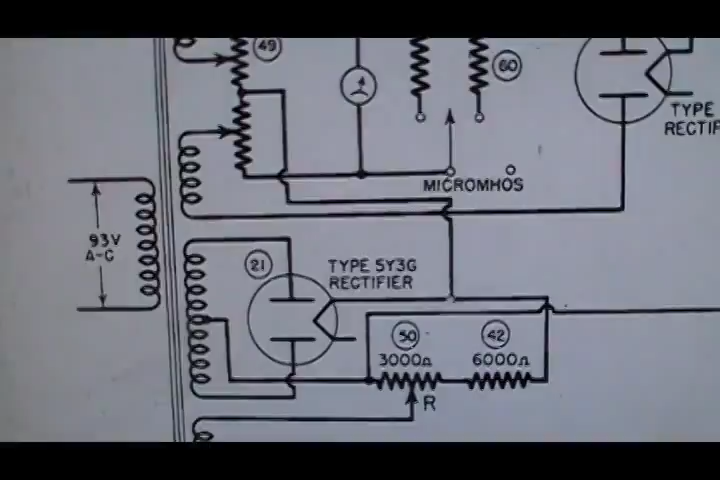 49
60
TYPE
RECTIF
MICROMHOS
93V
A-C
21
TYPE 5Y3G
RECTIFIER
50
42
3000Ω
6000Ω
R